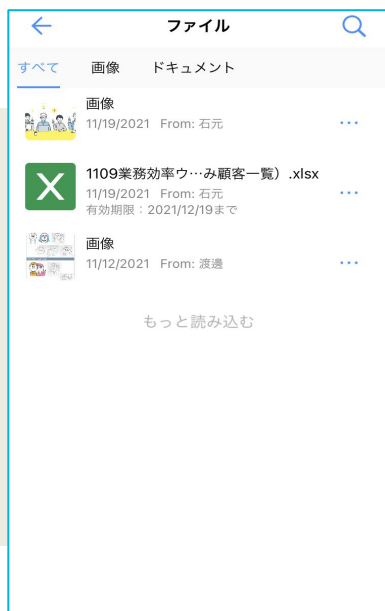 ファイル
すべて 画像 ドキュメント
画像
11/19/2021 From: 石元
X
1109業務効率ウ…み顧客一覧）.xlsx
11/19/2021 From: 石元
有効期限：2021/12/19まで
画像
11/12/2021 From: 渡邊
もっと読み込む